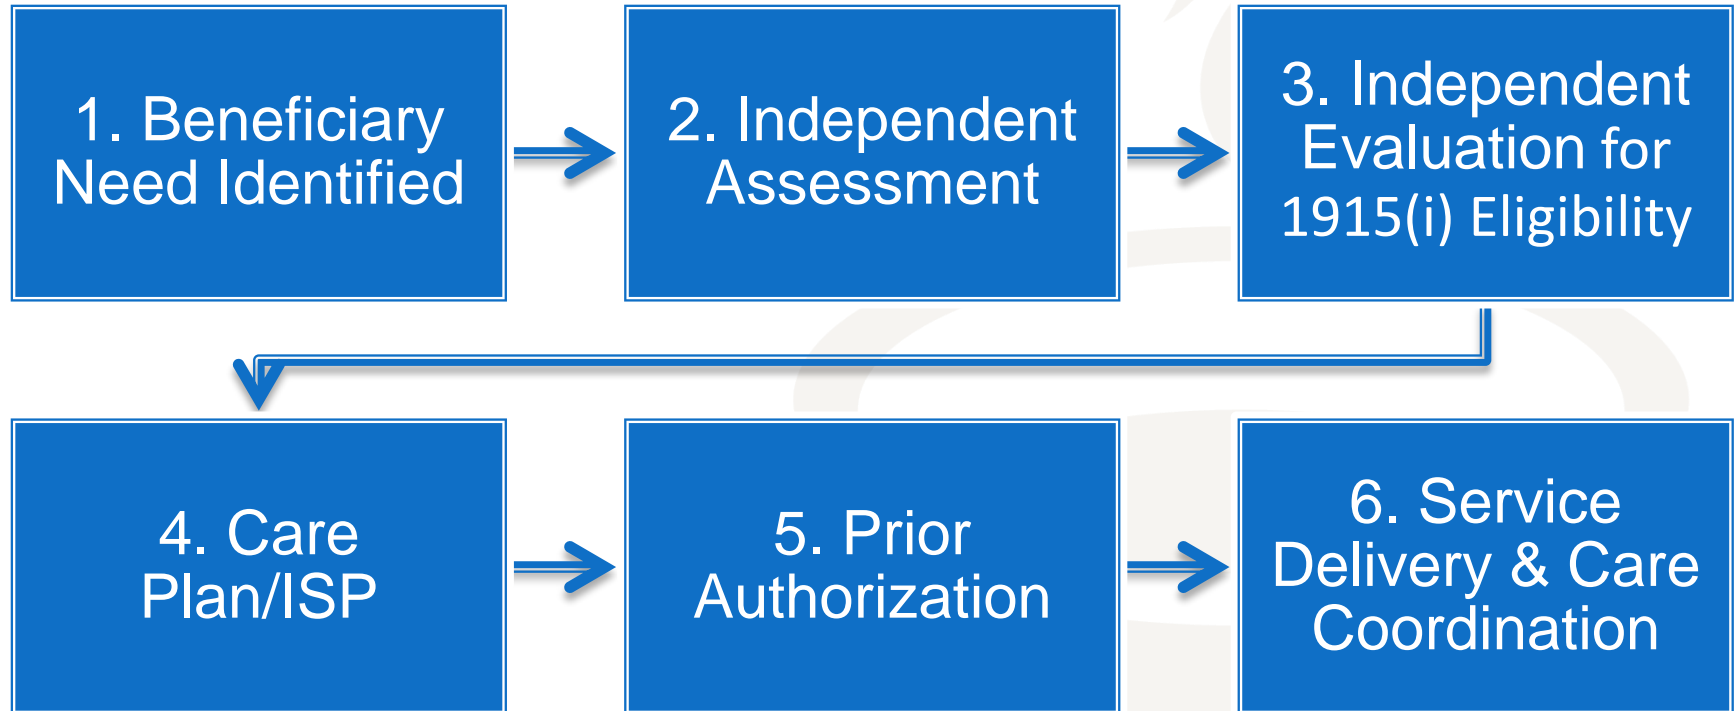 1. Beneficiary
Need Identified
2. Independent
Assessment
3. Independent
Evaluation for
1915(i) Eligibility
4. Care
Plan/ISP
5. Prior
Authorization
6. Service
Delivery & Care
Coordination